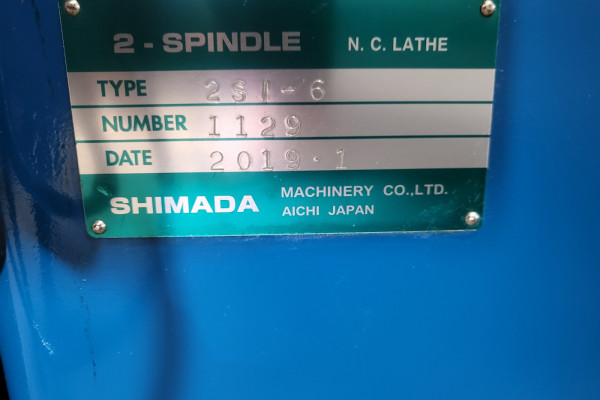 2 - SPINDLE N. C. LATHE
TYPE 2SI-6
NUMBER 1129
DATE 2019·1
SHIMADA MACHINERY CO.,LTD.
AICHI JAPAN